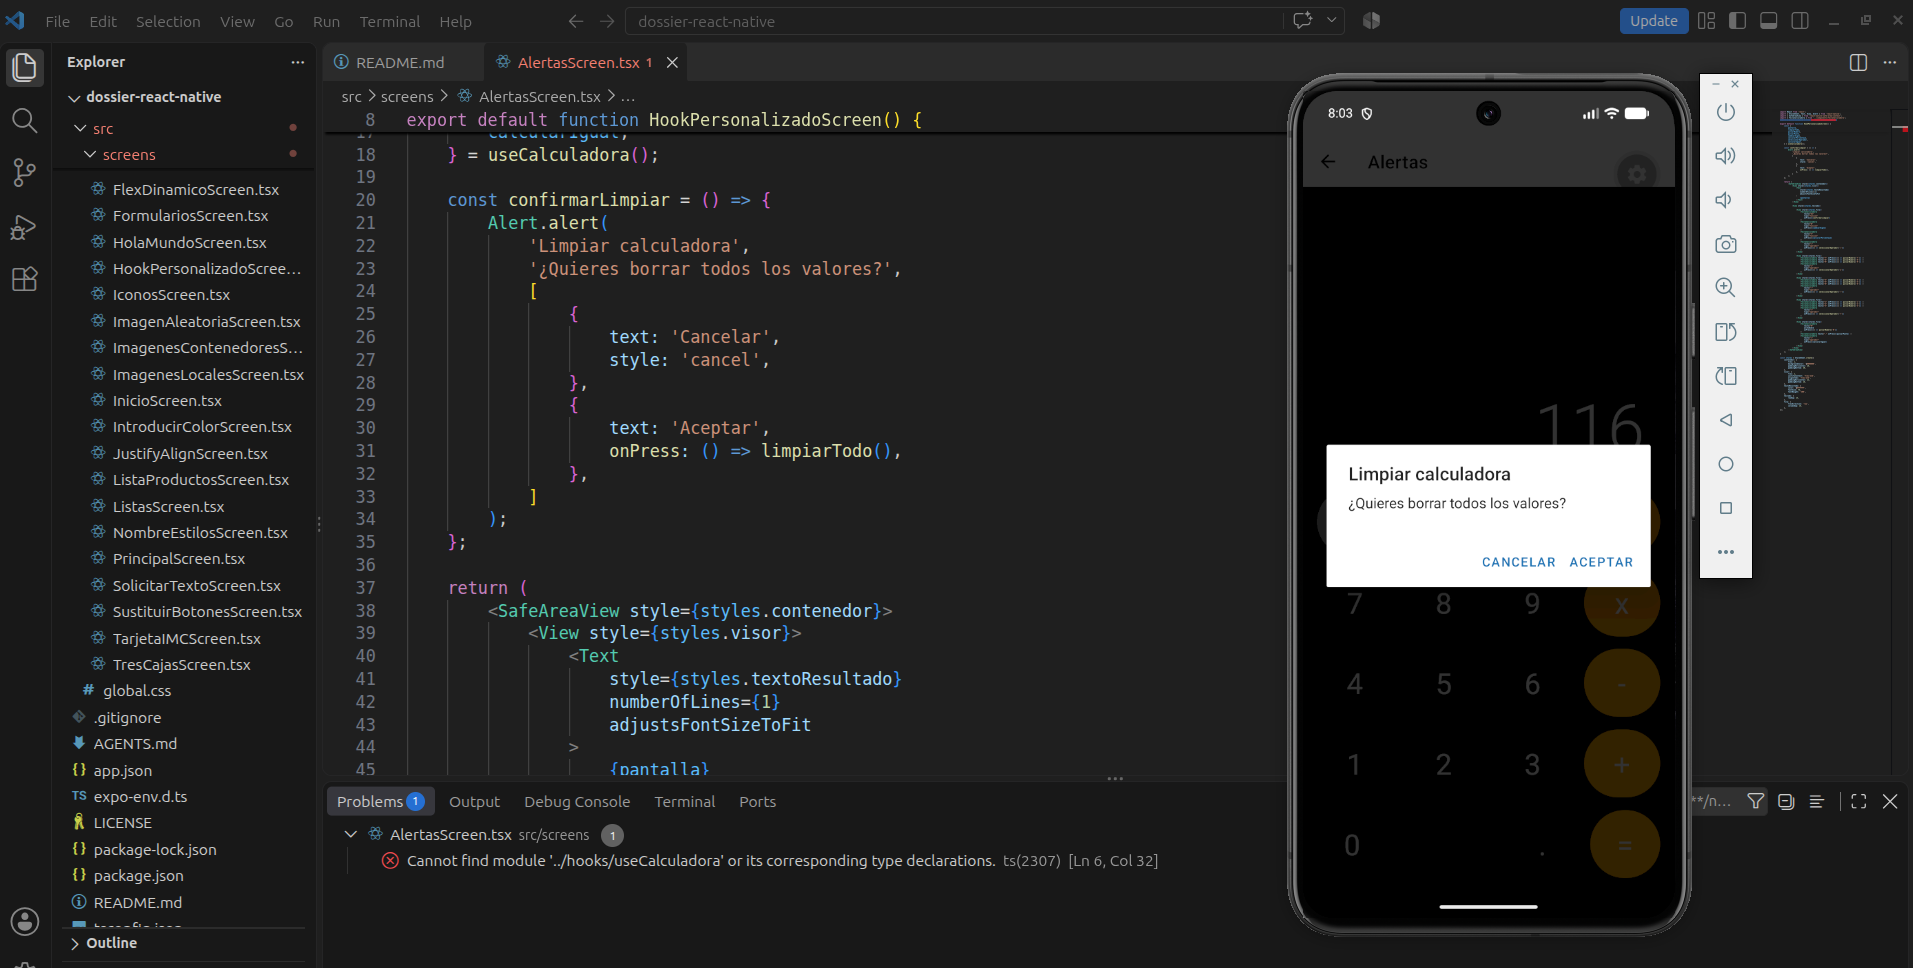 File Edit Selection View Go Run Terminal Help
dossier-react-native
Update
Explorer
dossier-react-native
src
screens
FlexDinamicoScreen.tsx
FormulariosScreen.tsx
HolaMundoScreen.tsx
HookPersonalizadoScree...
IconosScreen.tsx
ImagenAleatoriaScreen.tsx
ImagenesContenedoresS...
ImagenesLocalesScreen.tsx
InicioScreen.tsx
IntroducirColorScreen.tsx
JustifyAlignScreen.tsx
ListaProductosScreen.tsx
ListasScreen.tsx
NombreEstilosScreen.tsx
PrincipalScreen.tsx
SolicitarTextoScreen.tsx
SustituirBotonesScreen.tsx
TarjetaIMCScreen.tsx
TresCajasScreen.tsx
# global.css
.gitignore
AGENTS.md
{} app.json
TS expo-env.d.ts
LICENSE
{} package-lock.json
{} package.json
README.md
Outline
README.md
AlertasScreen.tsx 1
src > screens > AlertasScreen.tsx > ...
8 export default function HookPersonalizadoScreen() {
17 calcularIgual,
18 } = useCalculadora();
19
20 const confirmarLimpiar = () => {
21 Alert.alert(
22 'Limpiar calculadora',
23 '¿Quieres borrar todos los valores?',
24 [
25 {
26 text: 'Cancelar',
27 style: 'cancel',
28 },
29 {
30 text: 'Aceptar',
31 onPress: () => limpiarTodo(),
32 },
33 ]
34 );
35 };
36
37 return (
38 <SafeAreaView style={styles.contenedor}>
39 <View style={styles.visor}>
40 <Text
41 style={styles.textoResultado}
42 numberOfLines={1}
43 adjustsFontSizeToFit
44 >
45 {pantalla}
Problems 1 Output Debug Console Terminal Ports
**/n...
AlertasScreen.tsx src/screens 1
Cannot find module '../hooks/useCalculadora' or its corresponding type declarations. ts(2307) [Ln 6, Col 32]
8:03
Alertas
116
Limpiar calculadora
¿Quieres borrar todos los valores?
CANCELAR ACEPTAR
7 8 9 x
4 5 6 -
1 2 3 +
0 . =